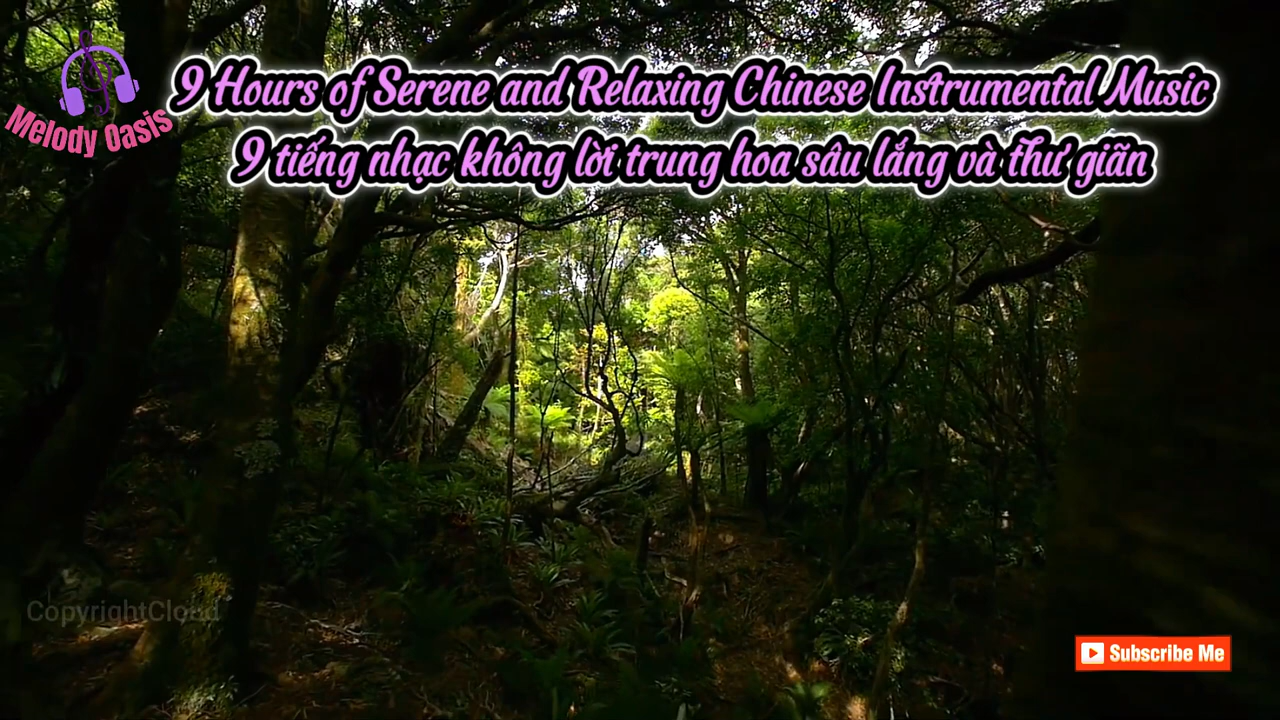 Melody Oasis
9 Hours of Serene and Relaxing Chinese Instrumental Music
9 tiếng nhạc không lời trung hoa sâu lắng và thư giãn
CopyrightCloud
Subscribe Me